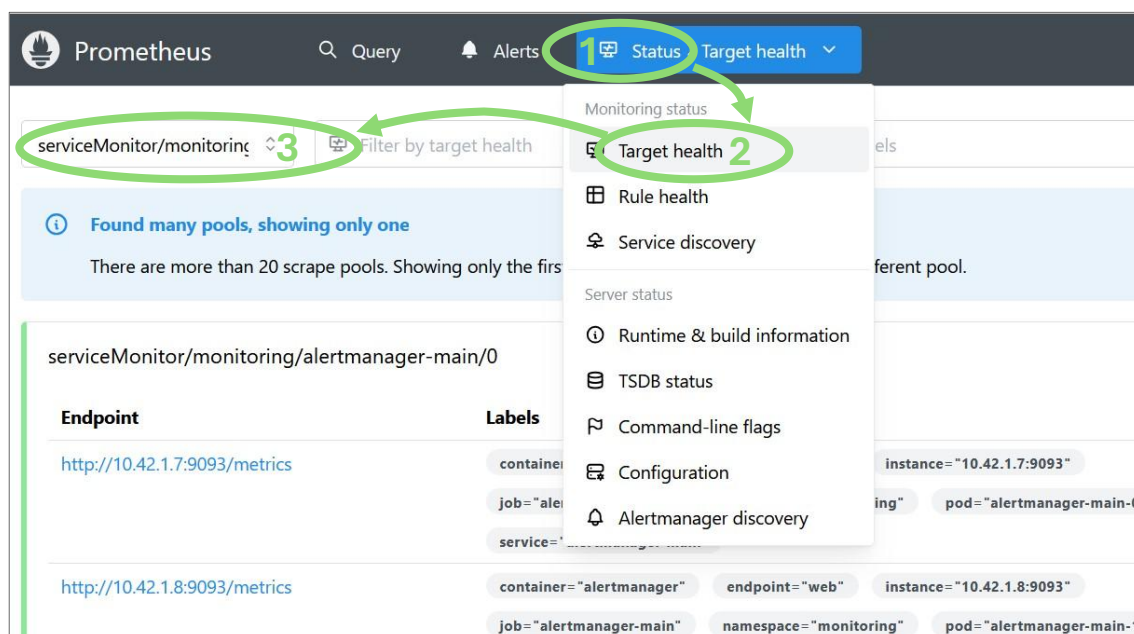 Prometheus Query Alerts 1 Status Target health
Monitoring status
serviceMonitor/monitoring 3 Filter by target health Target health 2 els
Rule health
Found many pools, showing only one
Service discovery
There are more than 20 scrape pools. Showing only the firs ferent pool.
Server status
Runtime & build information
serviceMonitor/monitoring/alertmanager-main/0
TSDB status
Endpoint Labels
Command-line flags
http://10.42.1.7:9093/metrics container instance="10.42.1.7:9093"
Configuration
job="aler ing" pod="alertmanager-main-0
Alertmanager discovery
service=
http://10.42.1.8:9093/metrics container="alertmanager" endpoint="web" instance="10.42.1.8:9093"
job="alertmanager-main" namespace="monitoring" pod="alertmanager-main-1